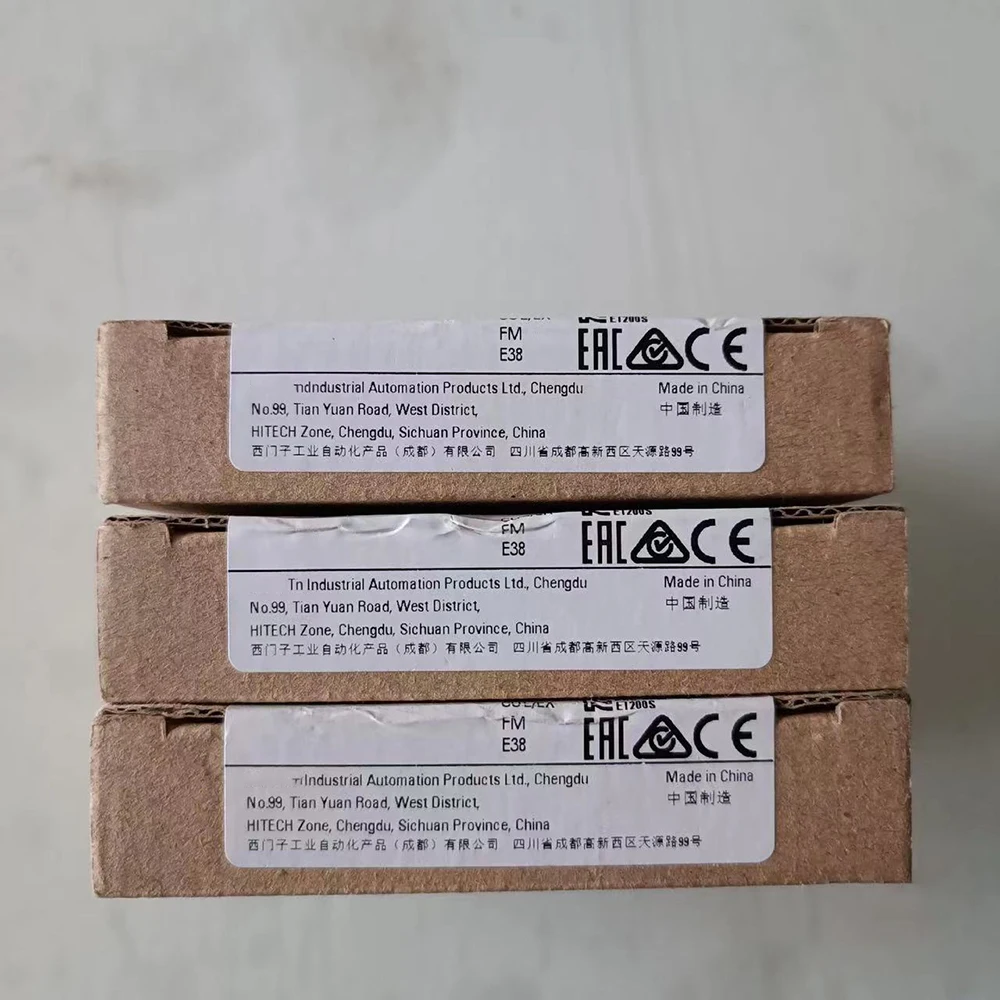 ET200S
FM
E38
EAC CE
Industrial Automation Products Ltd., Chengdu
Made in China
No.99, Tian Yuan Road, West District,
中国制造
HITECH Zone, Chengdu, Sichuan Province, China
西门子工业自动化产品（成都）有限公司 四川省成都高新西区天源路99号
ET200S
FM
E38
EAC CE
Industrial Automation Products Ltd., Chengdu
Made in China
No.99, Tian Yuan Road, West District,
中国制造
HITECH Zone, Chengdu, Sichuan Province, China
西门子工业自动化产品（成都）有限公司 四川省成都高新西区天源路99号
ET200S
FM
E38
EAC CE
Industrial Automation Products Ltd., Chengdu
Made in China
No.99, Tian Yuan Road, West District,
中国制造
HITECH Zone, Chengdu, Sichuan Province, China
西门子工业自动化产品（成都）有限公司 四川省成都高新西区天源路99号